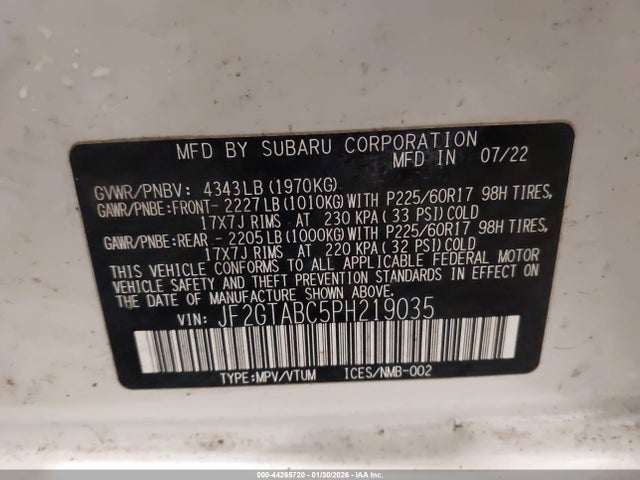 MFD BY SUBARU CORPORATION
MFD IN 07/22
GVWR/PNBV: 4343LB (1970KG)
GAWR/PNBE:FRONT- 2227LB (1010KG) WITH P225/60R17 98H TIRES,
17X7J RIMS AT 230 KPA (33 PSI) COLD
GAWR/PNBE:REAR - 2205LB (1000KG) WITH P225/60R17 98H TIRES,
17X7J RIMS AT 220 KPA (32 PSI) COLD
THIS VEHICLE CONFORMS TO ALL APPLICABLE FEDERAL MOTOR
VEHICLE SAFETY AND THEFT PREVENTION STANDARDS IN EFFECT ON
THE DATE OF MANUFACTURE SHOWN ABOVE.
VIN: JF2GTABC5PH219035
TYPE:MPV/VTUM ICES/NMB-002
000-44265720 - 01/30/2026 - IAA Inc.